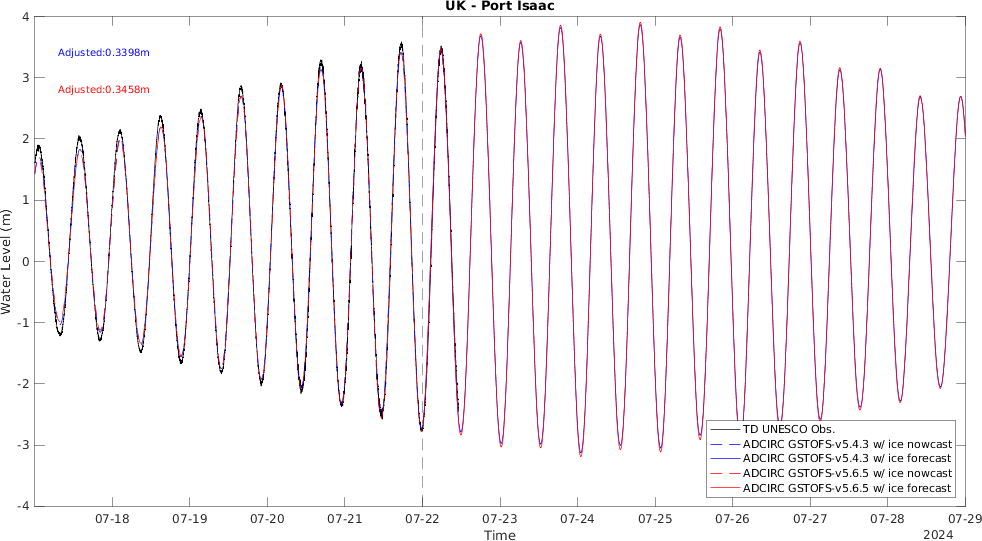 UK - Port Isaac
Adjusted:0.3398m
Adjusted:0.3458m
Water Level (m)
4
3
2
1
0
-1
-2
-3
-4
TD UNESCO Obs.
ADCIRC GSTOFS-v5.4.3 w/ ice nowcast
ADCIRC GSTOFS-v5.4.3 w/ ice forecast
ADCIRC GSTOFS-v5.6.5 w/ ice nowcast
ADCIRC GSTOFS-v5.6.5 w/ ice forecast
07-18 07-19 07-20 07-21 07-22 07-23 07-24 07-25 07-26 07-27 07-28 07-29
Time
2024